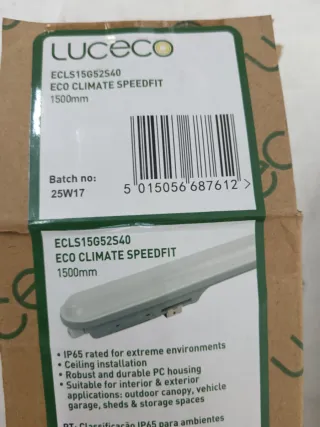 LUCECO
ECLS15G52S40
ECO CLIMATE SPEEDFIT
1500mm
Batch no:
25W17
5 015056 687612 >
ECLS15G52S40
ECO CLIMATE SPEEDFIT
1500mm
• IP65 rated for extreme environments
• Ceiling installation
• Robust and durable PC housing
• Suitable for interior & exterior
applications: outdoor canopy, vehicle
garage, sheds & storage spaces
PT: Classificação IP65 para ambientes